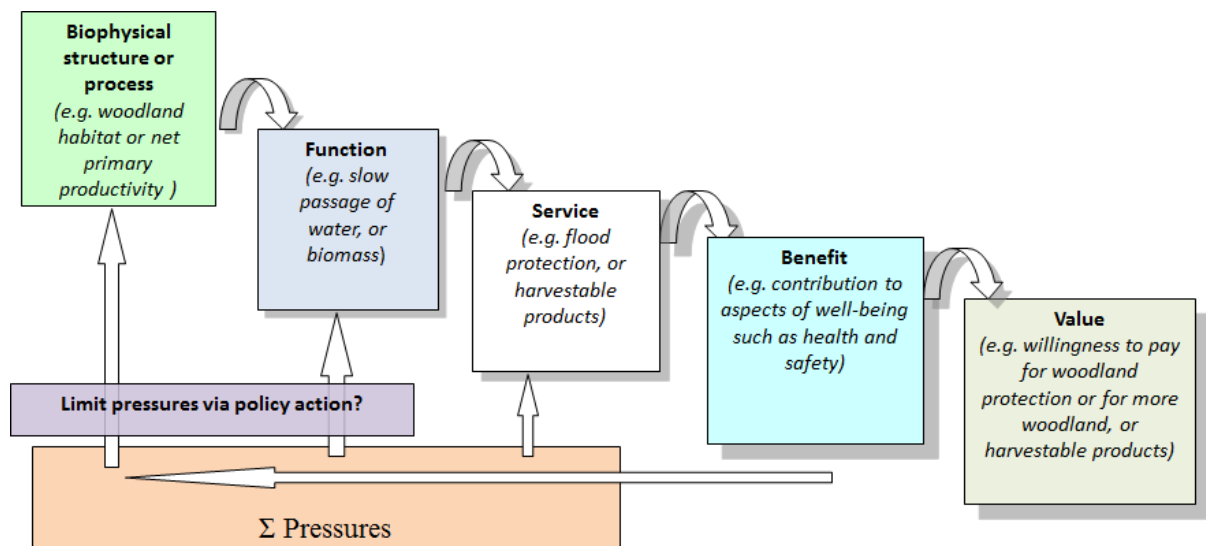 Biophysical
structure or
process
(e.g. woodland
habitat or net
primary
productivity )
Function
(e.g. slow
passage of
water, or
biomass)
Service
(e.g. flood
protection, or
harvestable
products)
Benefit
(e.g. contribution to
aspects of well-being
such as health and
safety)
Value
(e.g. willingness to pay
for woodland
protection or for more
woodland, or
harvestable products)
Limit pressures via policy action?
Σ Pressures